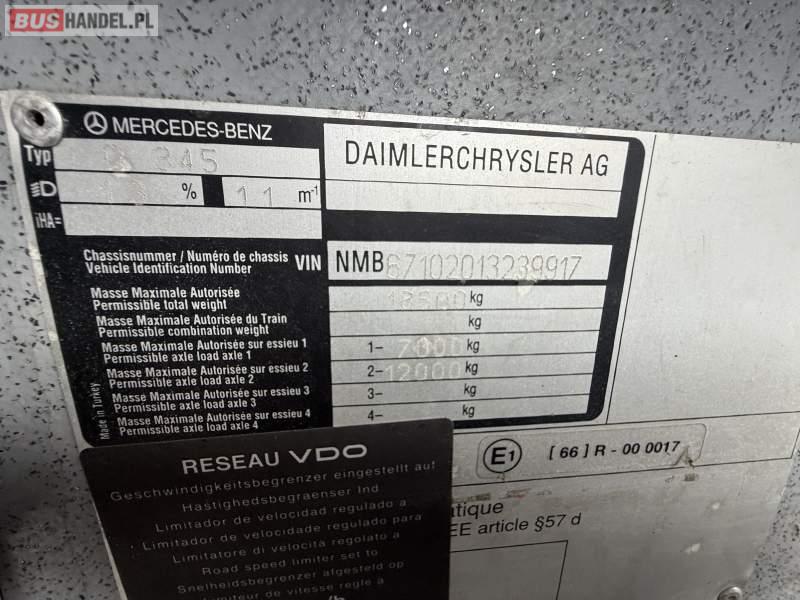 BUSHANDEL.PL
MERCEDES-BENZ
DAIMLERCHRYSLER AG
Typ 345
% 11 m-1
iHA=
Chassisnummer / Numéro de chassis
Vehicle Identification Number VIN NMB67102013239917
Masse Maximale Autorisée
Permissible total weight 18500 kg
Masse Maximale Autorisée du Train
Permissible combination weight kg
Masse Maximale Autorisée sur essieu 1
Permissible axle load axle 1 1- 7000 kg
Masse Maximale Autorisée sur essieu 2
Permissible axle load axle 2 2- 12000 kg
Masse Maximale Autorisée sur essieu 3
Permissible axle load axle 3 3- kg
Masse Maximale Autorisée sur essieu 4
Permissible axle load axle 4 4- kg
Made in Turkey
E1 [ 66 ] R - 00 0017
RESEAU VDO
Geschwindigkeitsbegrenzer eingestellt auf
Hastighedsbegraenser Ind
Limitador de velocidad regulado a
Limitador de velocidade regulado para
Limitatore di velocità regolato a
Road speed limiter set to
Snelheidsbegrenzer afgesteld op
Limiteur de vitesse regle a
atique
EE article §57 d